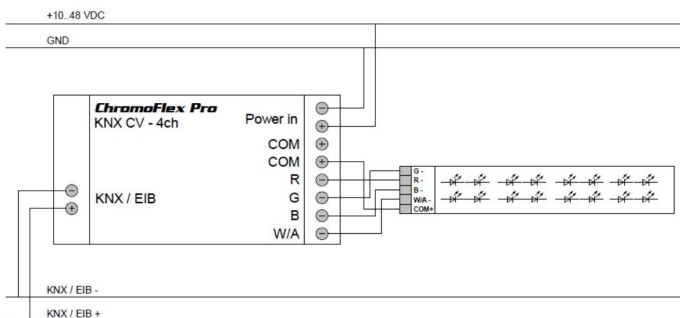 +10..48 VDC
GND
ChromoFlex Pro
KNX CV - 4ch
Power in
COM
COM
R
G
B
W/A
KNX / EIB
G -
R -
B -
W/A -
COM+
KNX / EIB -
KNX / EIB +